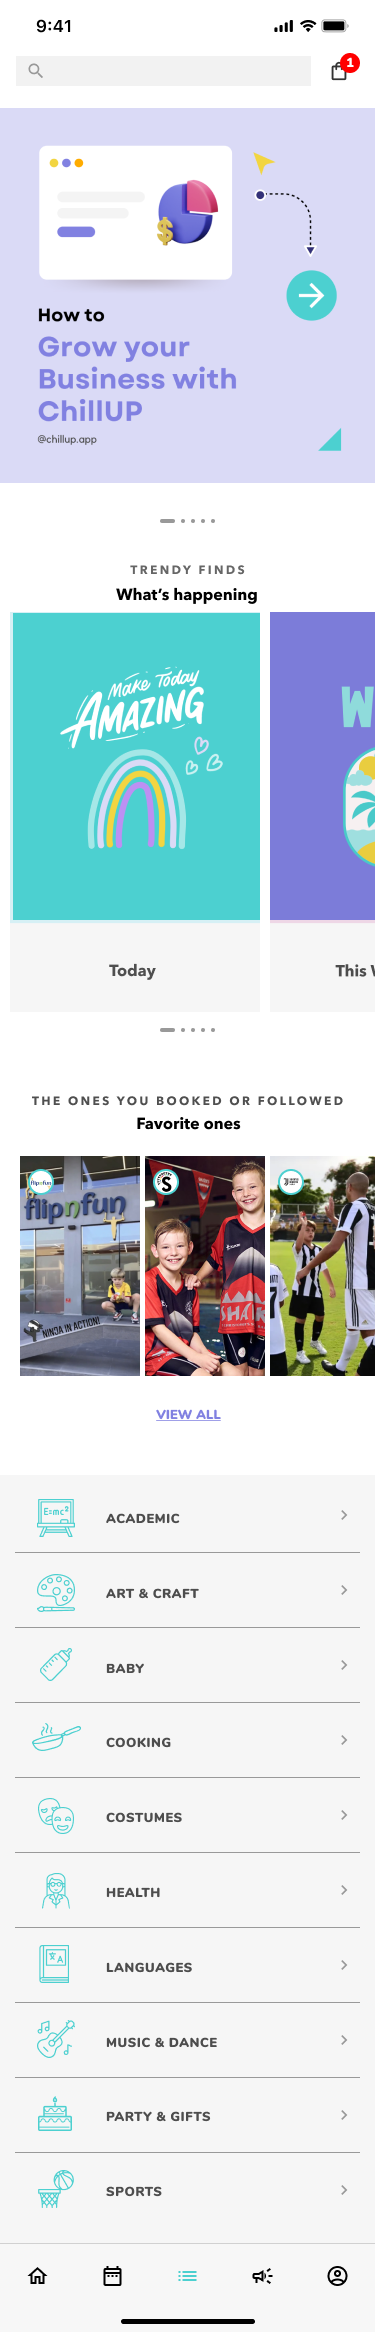 9:41
1
How to
Grow your
Business with
ChillUP
@chillup.app
TRENDY FINDS
What's happening
Make Today
AMAZING
W
Today
This W
THE ONES YOU BOOKED OR FOLLOWED
Favorite ones
flipnfun
flipnfun
NINJA IN ACTION!
S
SHARK
VIEW ALL
E=mc²
ACADEMIC
ART & CRAFT
BABY
COOKING
COSTUMES
HEALTH
A
LANGUAGES
MUSIC & DANCE
PARTY & GIFTS
SPORTS